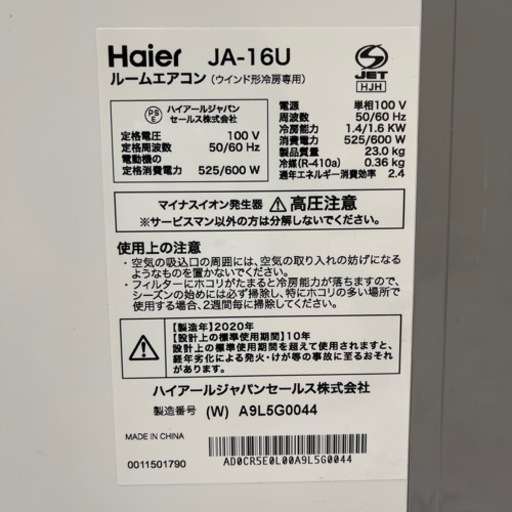 Haier JA-16U
ルームエアコン (ウインド形冷房専用)
S
JET
HJH
PS
E
ハイアールジャパン
セールス株式会社
定格電圧 100 V
定格周波数 50/60 Hz
電動機の
定格消費電力 525/600 W
電源 単相100 V
周波数 50/60 Hz
冷房能力 1.4/1.6 KW
消費電力 525/600 W
製品質量 23.0 kg
冷媒(R-410a) 0.36 kg
通年エネルギー消費効率 2.4
マイナスイオン発生器 高圧注意
※サービスマン以外の方は分解しないでください。
使用上の注意
・空気の吸込口の周囲には、空気の取り入れの妨げになる
ようなものを置かないでください。
・フィルターにホコリがたまると冷房能力が落ちますので、
シーズンの始めには必ず掃除し、特にホコリの多い場所で
使用する場合、2週間毎に掃除してください。
【製造年】2020年
【設計上の標準使用期間】10年
設計上の標準使用期間を超えて使用されますと、
経年劣化による発火・けが等の事故に至るおそれ
があります。
ハイアールジャパンセールス株式会社
製造番号 (W) A9L5G0044
MADE IN CHINA
0011501790
AD0CR5E0L00A9L5G0044